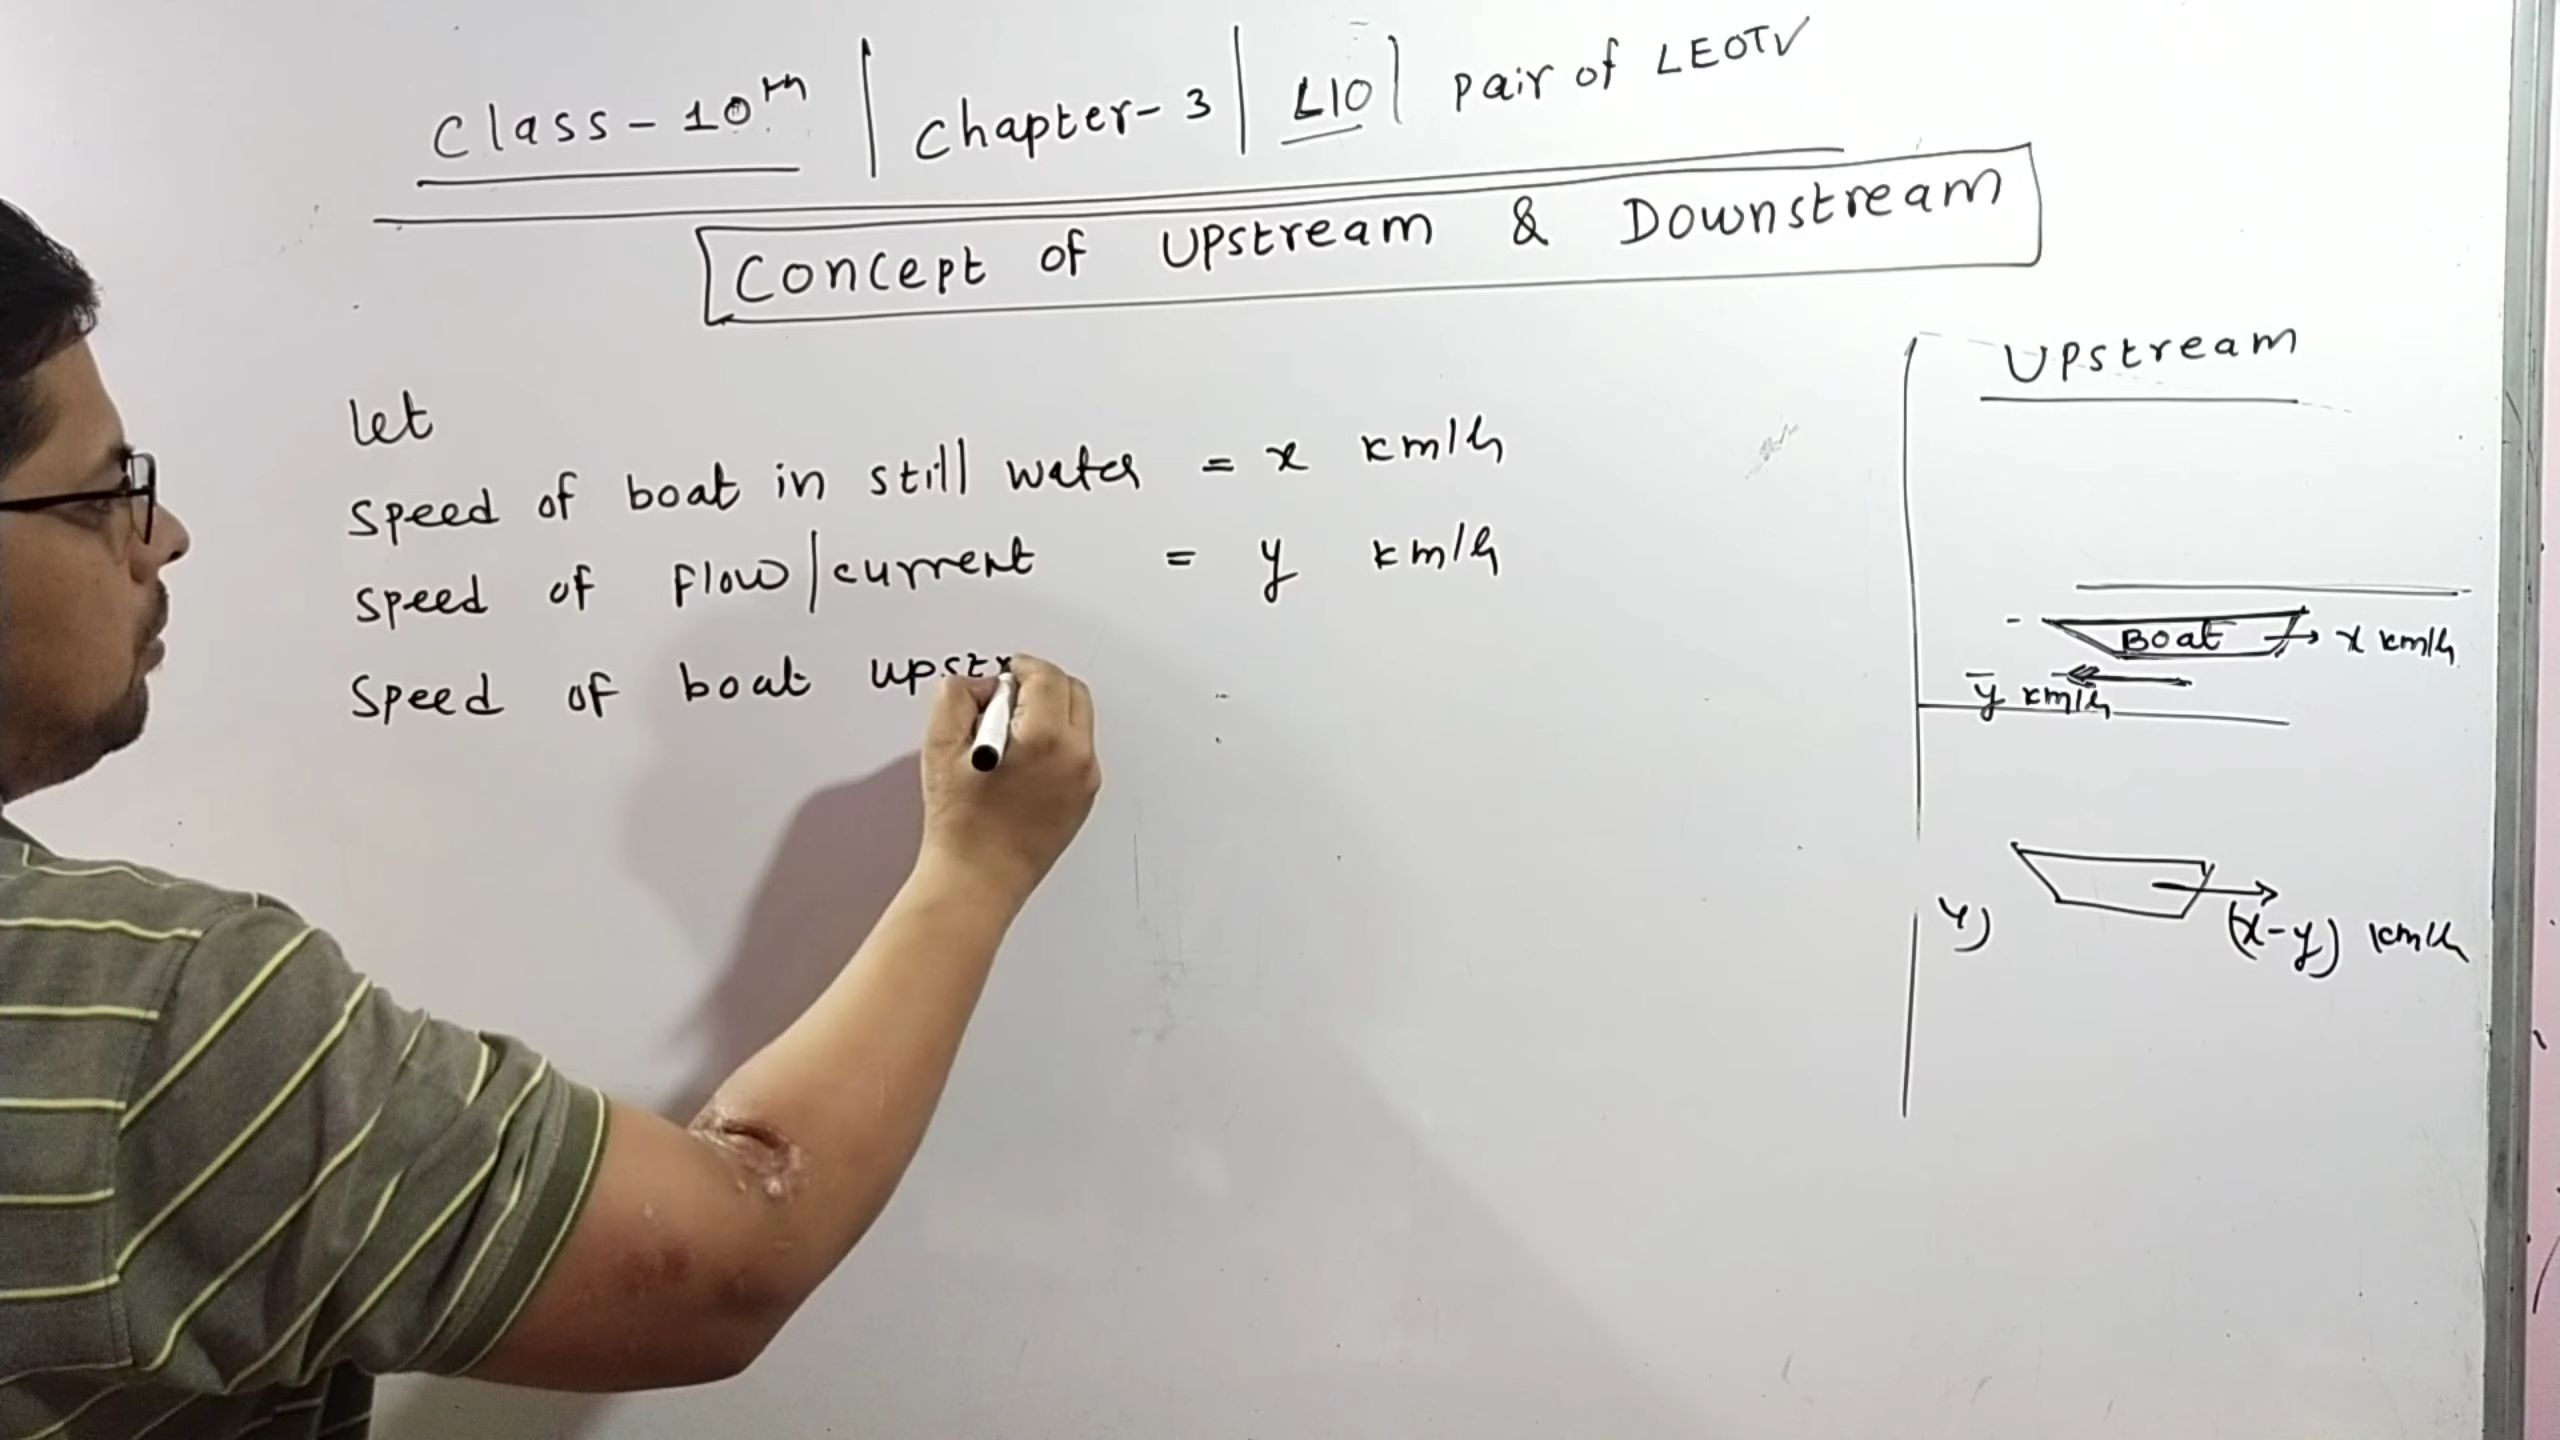 Class-10th | Chapter-3 | L10 | Pair of LEOTV
Concept of Upstream & Downstream
let
Speed of boat in still water = x km/h
Speed of Flow/current = y km/h
Speed of boat upstr
Upstream
Boat → x km/h
y km/h
(x-y) km/h